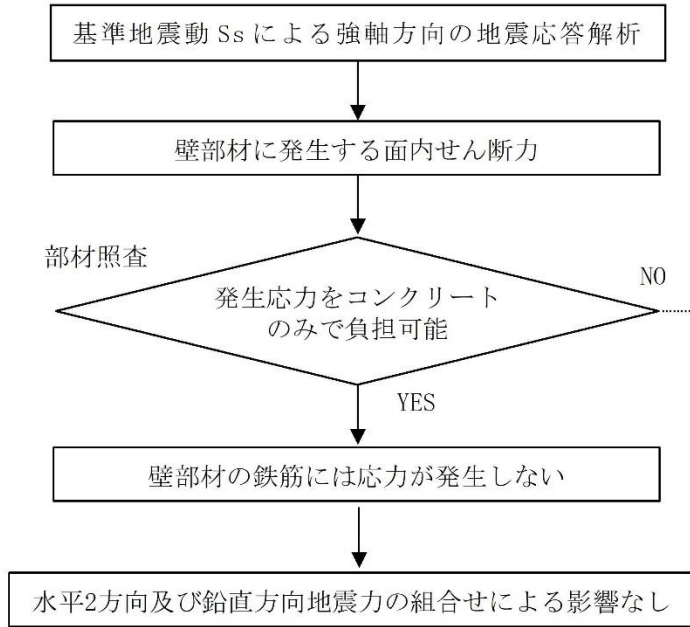 基準地震動Ssによる強軸方向の地震応答解析
壁部材に発生する面内せん断力
部材照査
発生応力をコンクリート
のみで負担可能
NO
YES
壁部材の鉄筋には応力が発生しない
水平2方向及び鉛直方向地震力の組合せによる影響なし